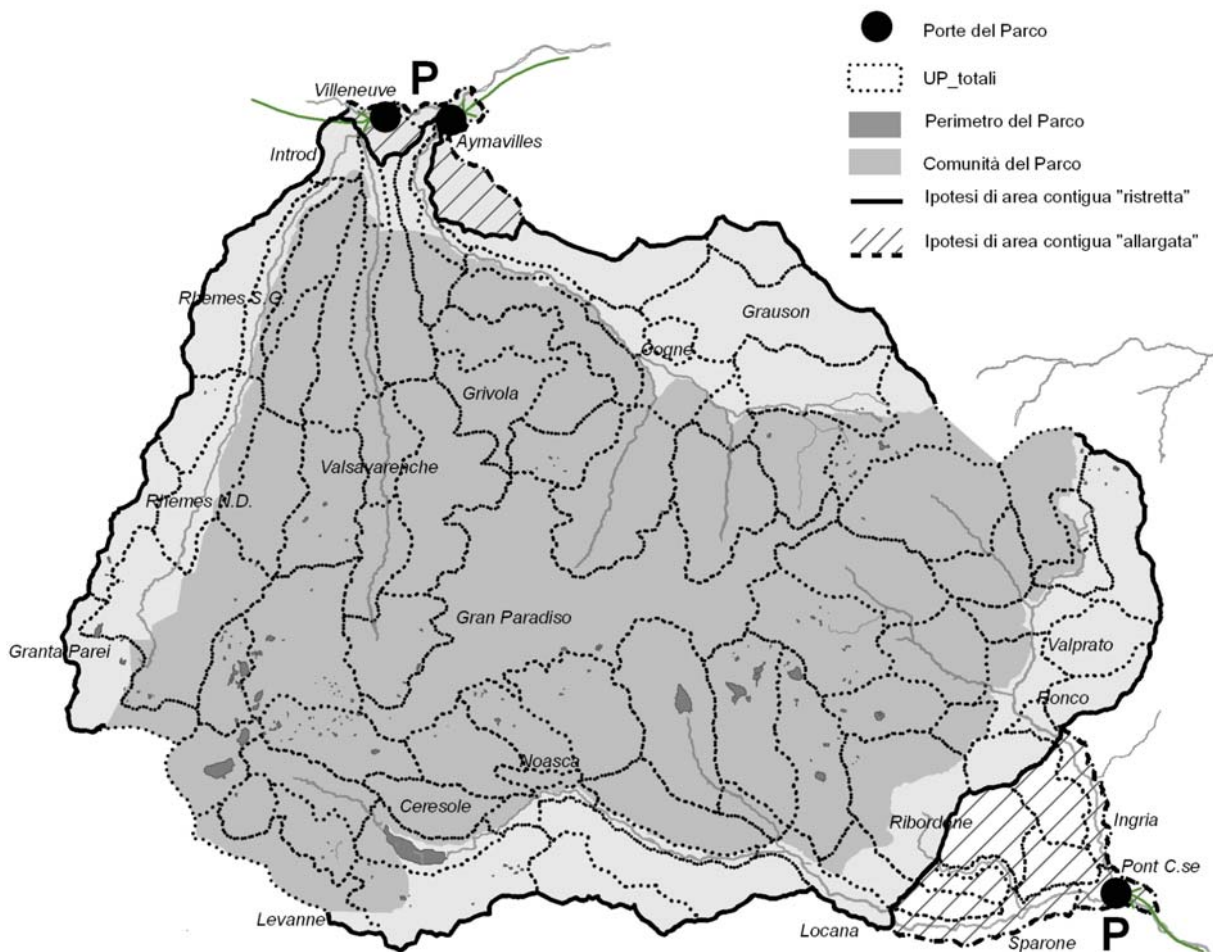 Porte del Parco
UP_totali
Perimetro del Parco
Comunità del Parco
Ipotesi di area contigua "ristretta"
Ipotesi di area contigua "allargata"
P
Villeneuve
Aymavilles
Introd
Rhemes S.G.
Grauson
Cogne
Grivola
Valsavarenche
Rhemes N.D.
Gran Paradiso
Granta Parei
Valprato
Ronco
Noasca
Ceresole
Ribordone
Ingria
Pont C.se
Levanne
Locana
Sparone
P